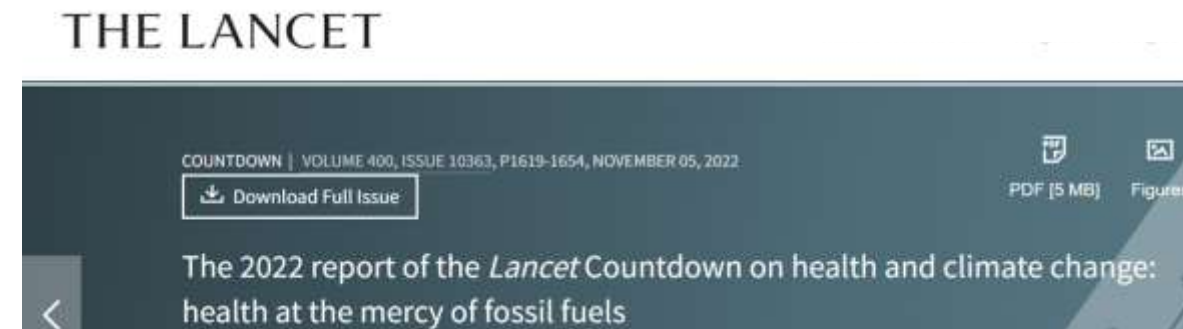 THE LANCET
COUNTDOWN | VOLUME 400, ISSUE 10363, P1619-1654, NOVEMBER 05, 2022
Download Full Issue
PDF [5 MB]
Figures
The 2022 report of the Lancet Countdown on health and climate change:
health at the mercy of fossil fuels